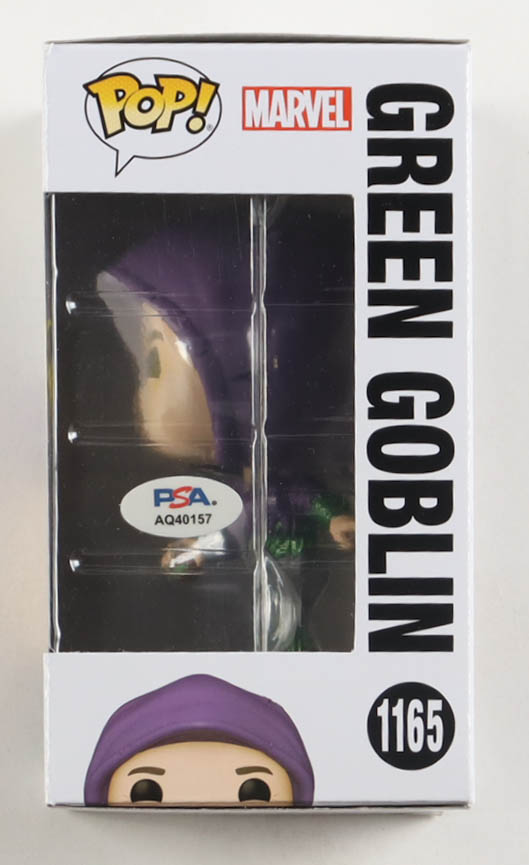 POP!
MARVEL
GREEN GOBLIN
PSA.
AQ40157
1165